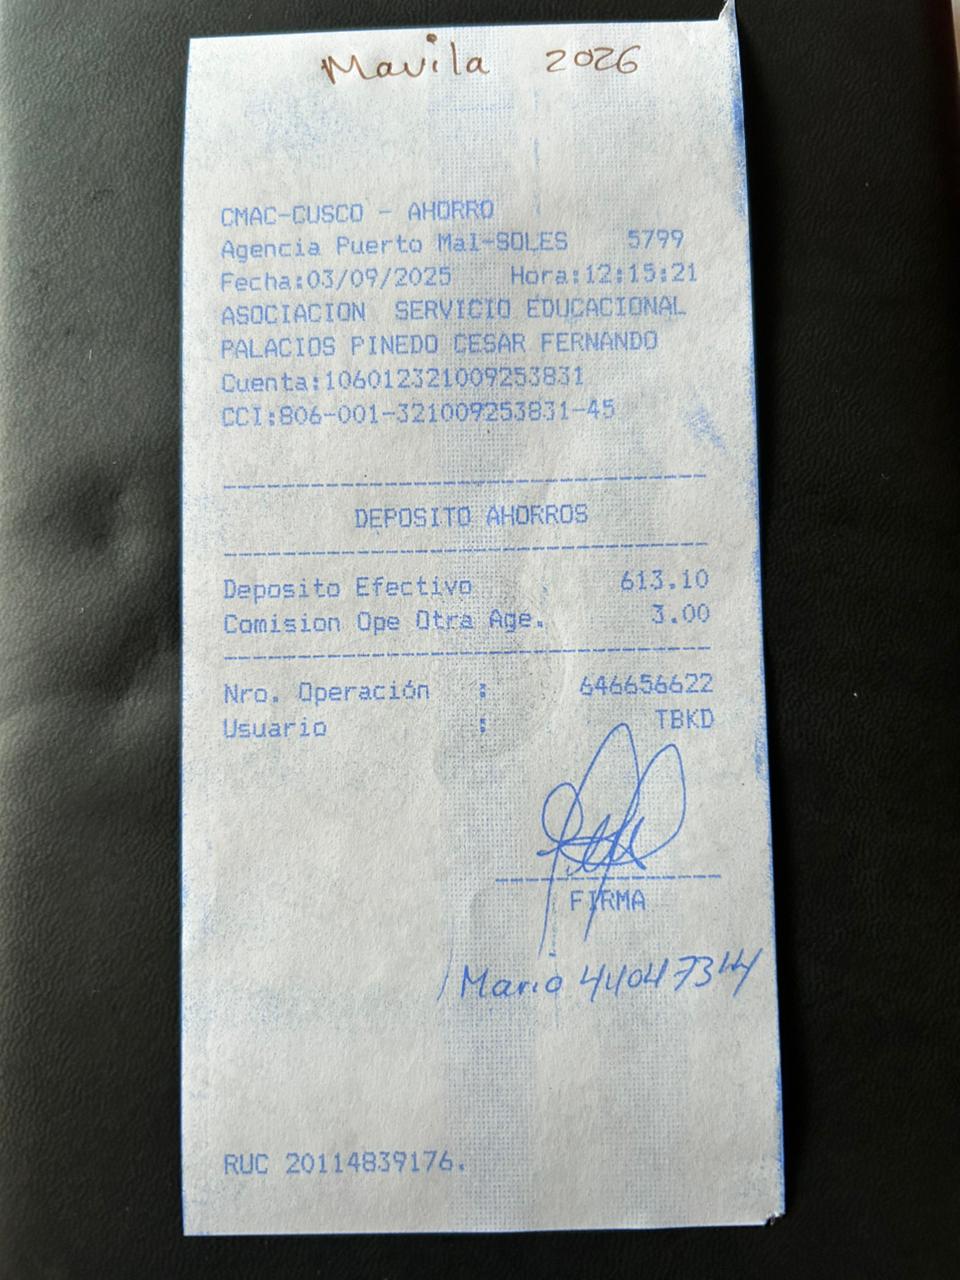 Mavila 2026
CMAC-CUSCO - AHORRO
Agencia Puerto Mal-SOLES 5799
Fecha:03/09/2025 Hora:12:15:21
ASOCIACION SERVICIO EDUCACIONAL
PALACIOS PINEDO CESAR FERNANDO
Cuenta:106012321009253831
CCI:806-001-321009253831-45
DEPOSITO AHORROS
Deposito Efectivo 613.10
Comision Ope Otra Age. 3.00
Nro. Operación : 646656622
Usuario : TBKD
FIRMA
Mario 44047344
RUC 20114839176.